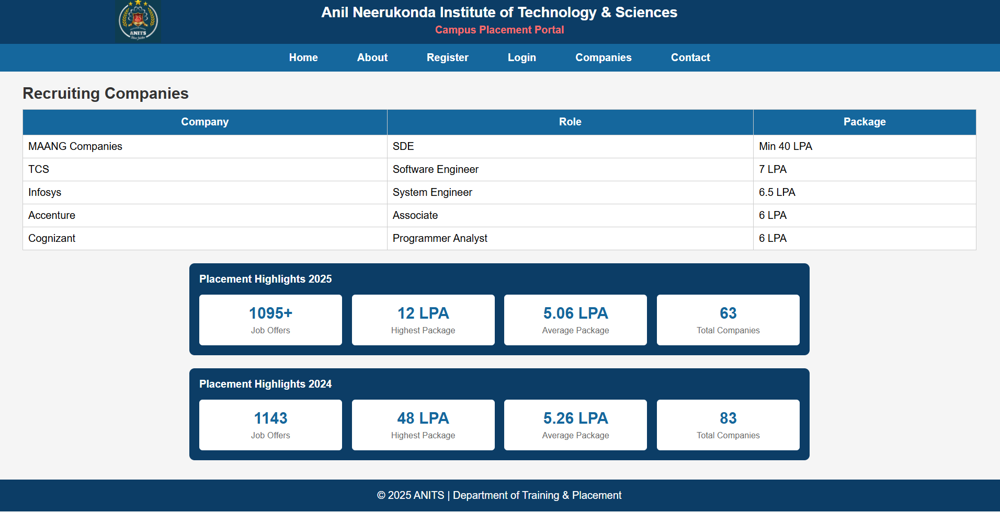 25
ANITS
Silver Jubilee
Anil Neerukonda Institute of Technology & Sciences
Campus Placement Portal
Home About Register Login Companies Contact
Recruiting Companies
Company Role Package
MAANG Companies SDE Min 40 LPA
TCS Software Engineer 7 LPA
Infosys System Engineer 6.5 LPA
Accenture Associate 6 LPA
Cognizant Programmer Analyst 6 LPA
Placement Highlights 2025
1095+ 12 LPA 5.06 LPA 63
Job Offers Highest Package Average Package Total Companies
Placement Highlights 2024
1143 48 LPA 5.26 LPA 83
Job Offers Highest Package Average Package Total Companies
© 2025 ANITS | Department of Training & Placement